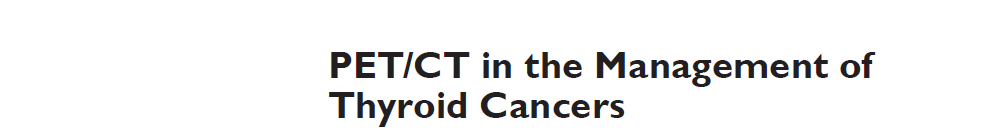 PET/CT in the Management of
Thyroid Cancers